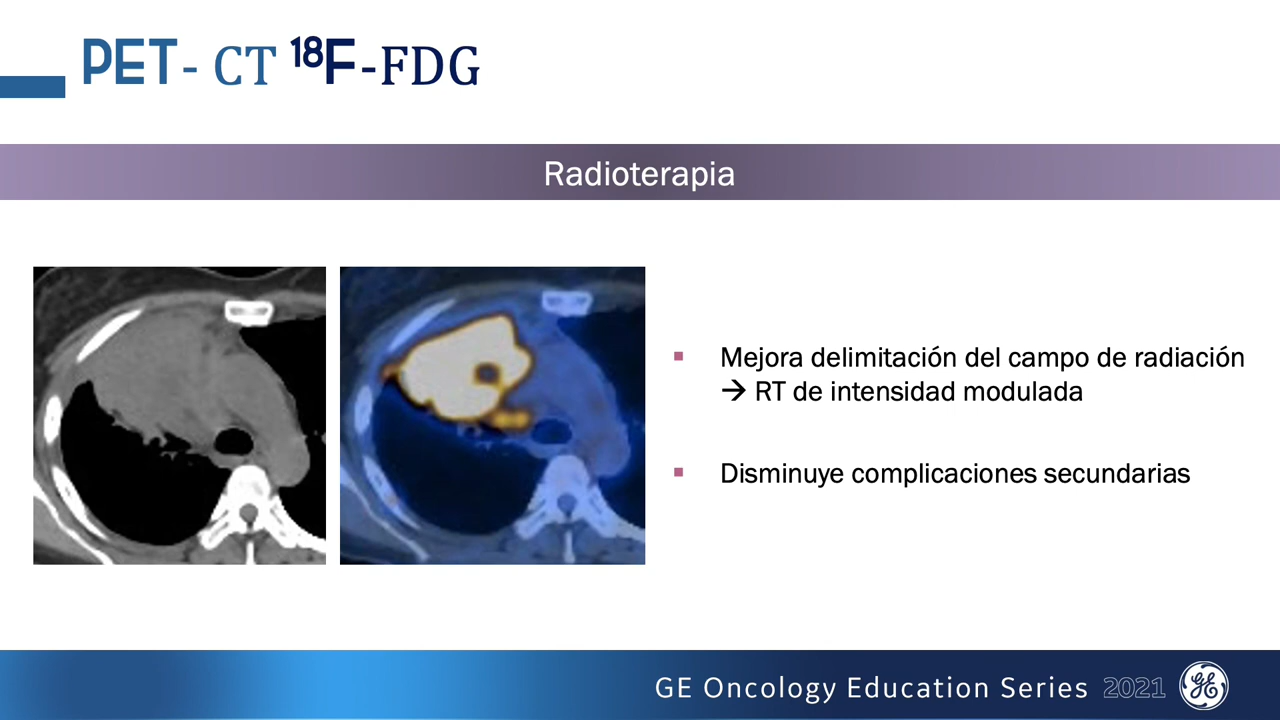 PET- CT ¹⁸F-FDG
Radioterapia
▪ Mejora delimitación del campo de radiación
→ RT de intensidad modulada
▪ Disminuye complicaciones secundarias
GE Oncology Education Series 2021